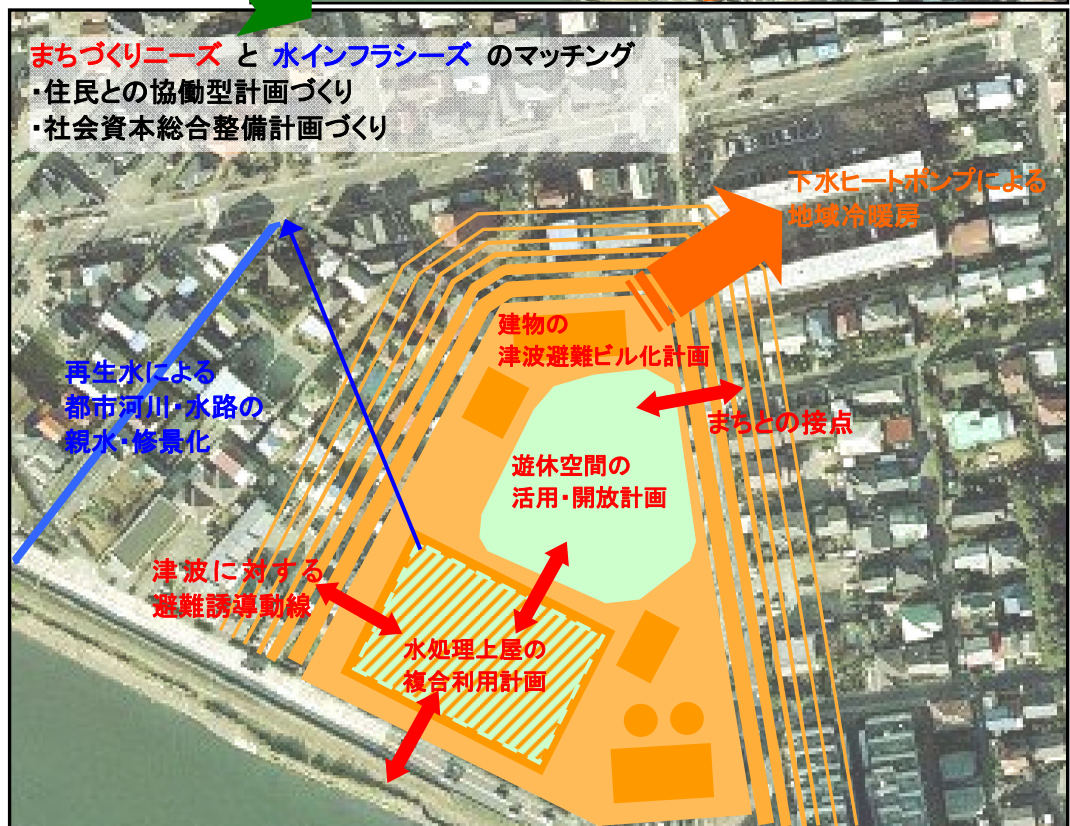 まちづくりニーズ と 水インフラシーズ のマッチング
・住民との協働型計画づくり
・社会資本総合整備計画づくり
下水ヒートポンプによる
地域冷暖房
建物の
津波避難ビル化計画
再生水による
都市河川・水路の
親水・修景化
まちとの接点
遊休空間の
活用・開放計画
津波に対する
避難誘導動線
水処理上屋の
複合利用計画